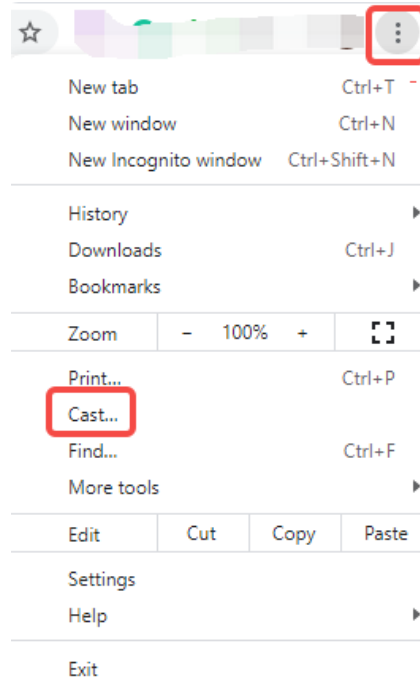 New tab Ctrl+T
New window Ctrl+N
New Incognito window Ctrl+Shift+N
History
Downloads Ctrl+J
Bookmarks
Zoom - 100% +
Print... Ctrl+P
Cast...
Find... Ctrl+F
More tools
Edit Cut Copy Paste
Settings
Help
Exit